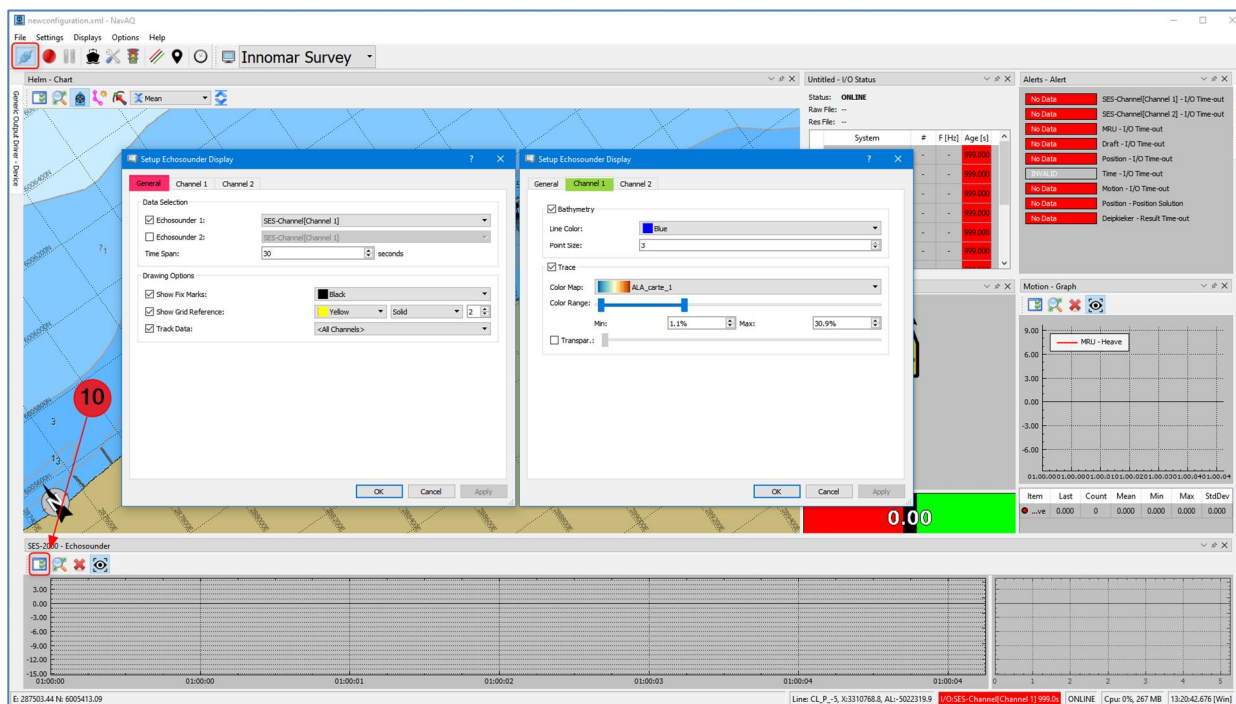 newconfiguration.xml - NavAQ
File Settings Displays Options Help
Innomar Survey
Generic Output Driver - Device
Helm - Chart
Mean
Untitled - I/O Status
Status: ONLINE
Raw File: --
Res File: --
System # F [Hz] Age [s]
- - 999.000
- - 999.000
- - 999.000
- - 999.000
- - 999.000
- - 999.000
Alerts - Alert
No Data SES-Channel[Channel 1] - I/O Time-out
No Data SES-Channel[Channel 2] - I/O Time-out
No Data MRU - I/O Time-out
No Data Draft - I/O Time-out
No Data Position - I/O Time-out
INVALID Time - I/O Time-out
No Data Motion - I/O Time-out
No Data Position - Position Solution
No Data Deipkieker - Result Time-out
Setup Echosounder Display ? X
General Channel 1 Channel 2
Data Selection
Echosounder 1: SES-Channel[Channel 1]
Echosounder 2: SES-Channel[Channel 1]
Time Span: 30 seconds
Drawing Options
Show Fix Marks: Black
Show Grid Reference: Yellow Solid 2
Track Data: <All Channels>
OK Cancel Apply
Setup Echosounder Display ? X
General Channel 1 Channel 2
Bathymetry
Line Color: Blue
Point Size: 3
Trace
Color Map: ALA_carte_1
Color Range:
Min: 1.1% Max: 30.9%
Transpar.:
OK Cancel Apply
10
N
0.00
Motion - Graph
MRU - Heave
9.00
6.00
3.00
0.00
-3.00
-6.00
Item Last Count Mean Min Max StdDev
...ve 0.000 0 0.000 0.000 0.000 0.000
SES-2000 - Echosounder
3.00
0.00
-3.00
-6.00
-9.00
-12.00
-15.00
01:00:00 01:00:00 01:00:01 01:00:02 01:00:03 01:00:04 01:00:04
0 1 2 3 4 5
E: 287503.44 N: 6005413.09
Line: CL_P_-5, X:3310768.8, AL:-5022319.9 I/O:SES-Channel[Channel 1] 999.0s ONLINE Cpu: 0%, 267 MB 13:20:42.676 [Win]